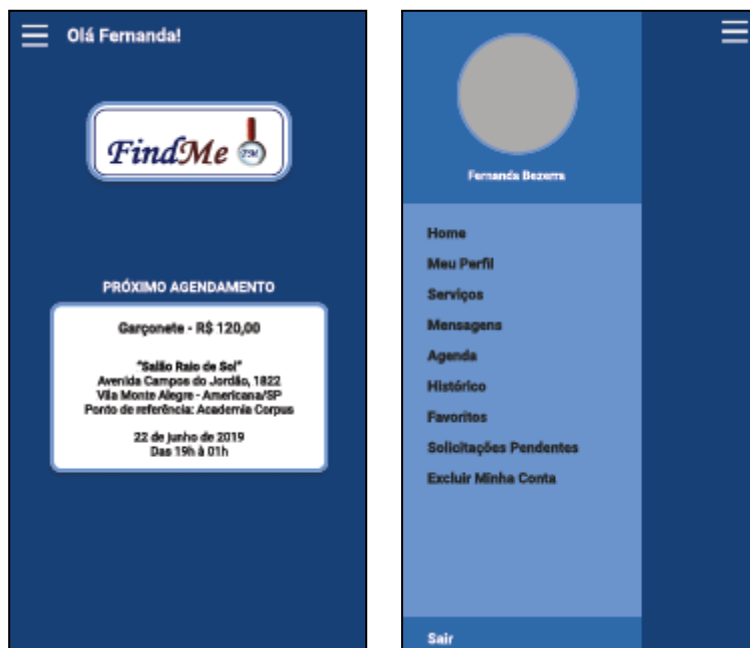 Olá Fernanda!
FindMe
PRÓXIMO AGENDAMENTO
Garçonete - R$ 120,00
"Salão Raio de Sol"
Avenida Campos do Jordão, 1822
Vila Monte Alegre - Americana/SP
Ponto de referência: Academia Corpus
22 de junho de 2019
Das 19h à 01h
Fernanda Bezerra
Home
Meu Perfil
Serviços
Mensagens
Agenda
Histórico
Favoritos
Solicitações Pendentes
Excluir Minha Conta
Sair